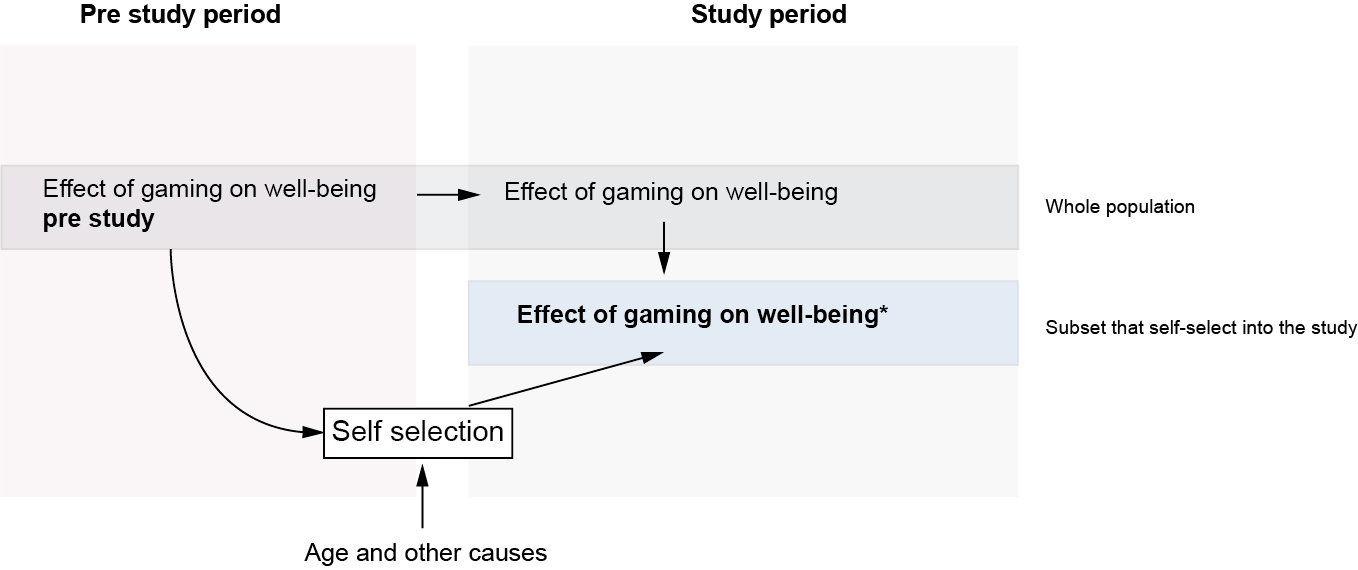 Pre study period
Study period
Effect of gaming on well-being
pre study
Effect of gaming on well-being
Whole population
Effect of gaming on well-being*
Subset that self-select into the study
Self selection
Age and other causes